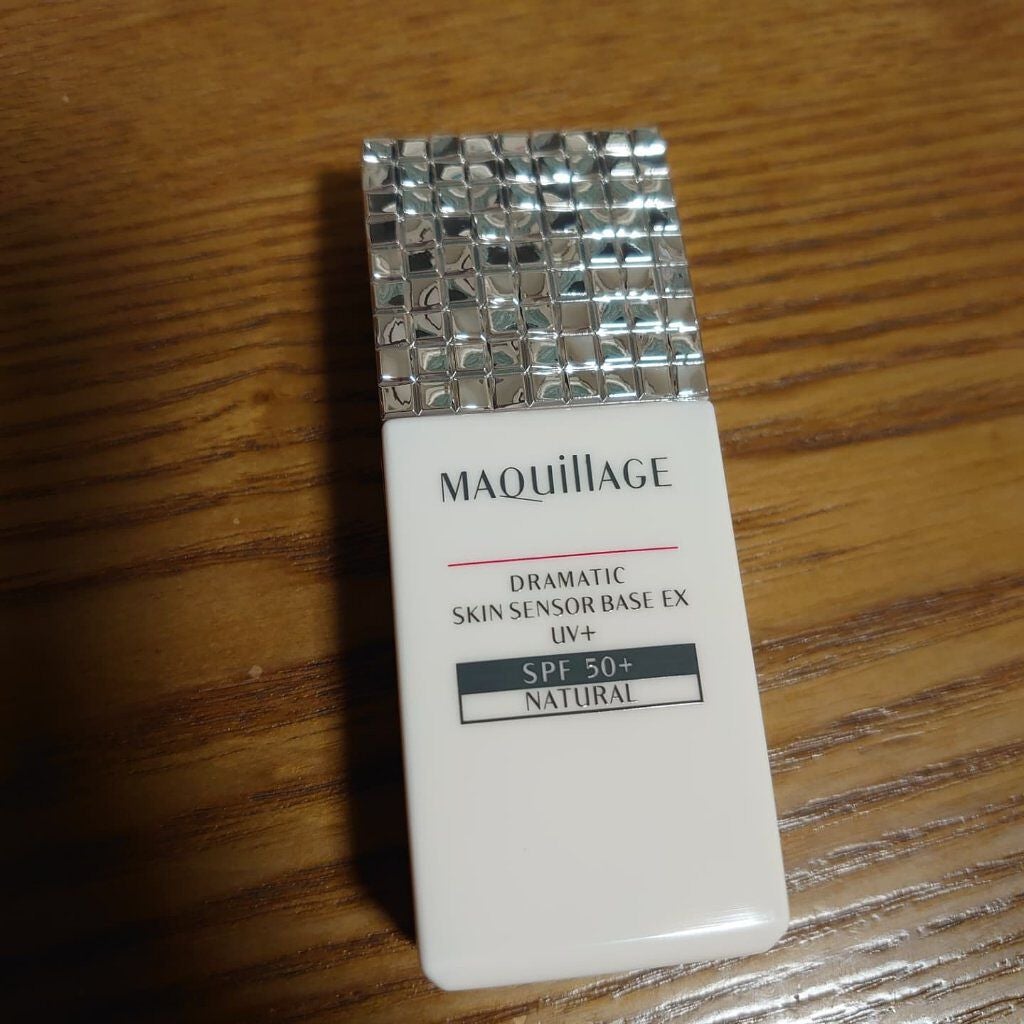 MAQuillAGE
DRAMATIC
SKIN SENSOR BASE EX
UV+
SPF 50+
NATURAL